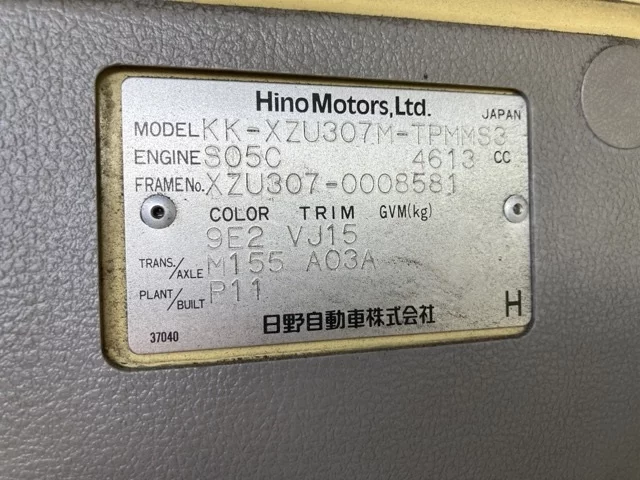 Hino Motors, Ltd.
JAPAN
MODEL KK-XZU307M-TPMMS3
ENGINE S05C 4613 CC
FRAME No. XZU307-0008581
COLOR TRIM GVM(kg)
9E2 VJ15
TRANS./AXLE M155 A03A
PLANT/BUILT P11
37040 日野自動車株式会社 H